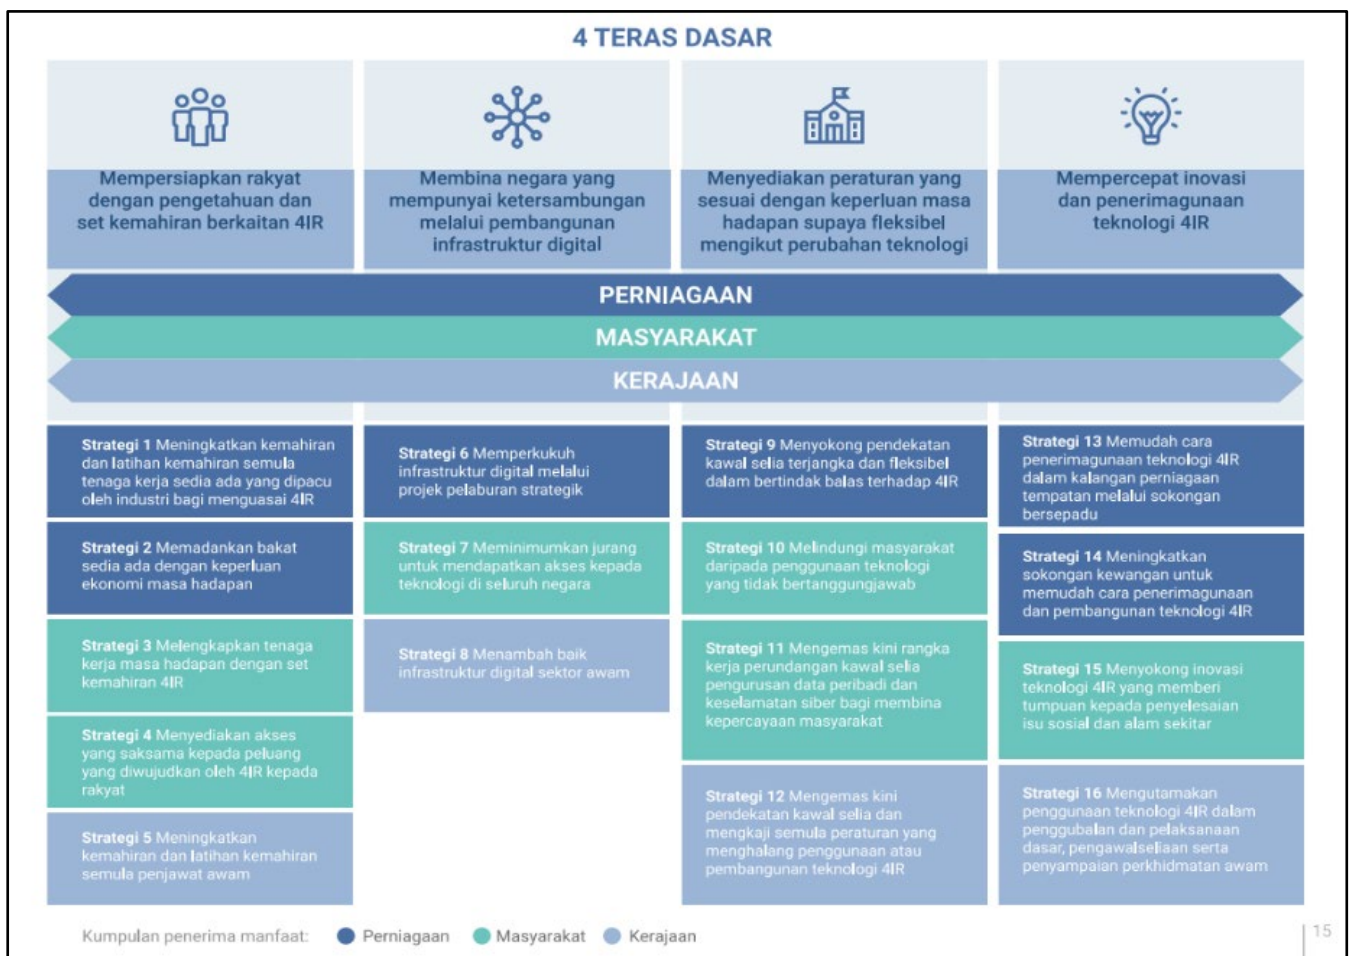 4 TERAS DASAR
Mempersiapkan rakyat
dengan pengetahuan dan
set kemahiran berkaitan 4IR
Membina negara yang
mempunyai ketersambungan
melalui pembangunan
infrastruktur digital
Menyediakan peraturan yang
sesuai dengan keperluan masa
hadapan supaya fleksibel
mengikut perubahan teknologi
Mempercepat inovasi
dan penerimagunaan
teknologi 4IR
PERNIAGAAN
MASYARAKAT
KERAJAAN
Strategi 1 Meningkatkan kemahiran
dan latihan kemahiran semula
tenaga kerja sedia ada yang dipacu
oleh industri bagi menguasai 4IR
Strategi 2 Memadankan bakat
sedia ada dengan keperluan
ekonomi masa hadapan
Strategi 3 Melengkapkan tenaga
kerja masa hadapan dengan set
kemahiran 4IR
Strategi 4 Menyediakan akses
yang saksama kepada peluang
yang diwujudkan oleh 4IR kepada
rakyat
Strategi 5 Meningkatkan
kemahiran dan latihan kemahiran
semula penjawat awam
Strategi 6 Memperkukuh
infrastruktur digital melalui
projek pelaburan strategik
Strategi 7 Meminimumkan jurang
untuk mendapatkan akses kepada
teknologi di seluruh negara
Strategi 8 Menambah baik
infrastruktur digital sektor awam
Strategi 9 Menyokong pendekatan
kawal selia terjangka dan fleksibel
dalam bertindak balas terhadap 4IR
Strategi 10 Melindungi masyarakat
daripada penggunaan teknologi
yang tidak bertanggungjawab
Strategi 11 Mengemas kini rangka
kerja perundangan kawal selia
pengurusan data peribadi dan
keselamatan siber bagi membina
kepercayaan masyarakat
Strategi 12 Mengemas kini
pendekatan kawal selia dan
mengkaji semula peraturan yang
menghalang penggunaan atau
pembangunan teknologi 4IR
Strategi 13 Memudah cara
penerimagunaan teknologi 4IR
dalam kalangan perniagaan
tempatan melalui sokongan
bersepadu
Strategi 14 Meningkatkan
sokongan kewangan untuk
memudah cara penerimagunaan
dan pembangunan teknologi 4IR
Strategi 15 Menyokong inovasi
teknologi 4IR yang memberi
tumpuan kepada penyelesaian
isu sosial dan alam sekitar
Strategi 16 Mengutamakan
penggunaan teknologi 4IR dalam
penggubalan dan pelaksanaan
dasar, pengawalseliaan serta
penyampaian perkhidmatan awam
Kumpulan penerima manfaat: Perniagaan Masyarakat Kerajaan
15